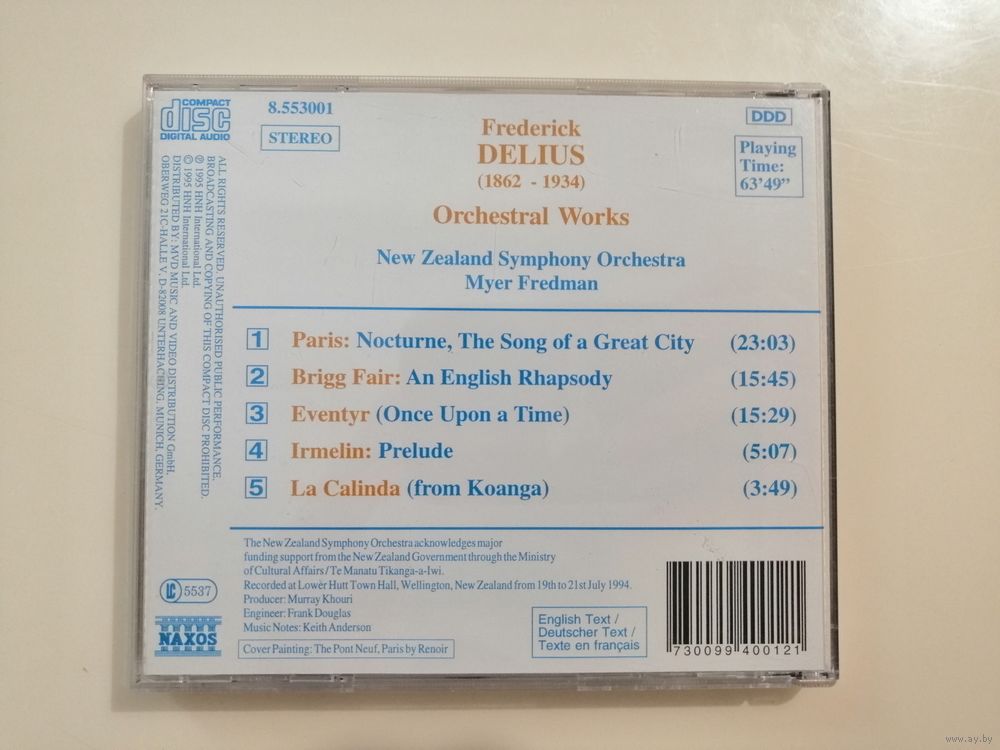 COMPACT
disc
DIGITAL AUDIO
8.553001
STEREO
Frederick
DELIUS
(1862 - 1934)
Orchestral Works
DDD
Playing
Time:
63'49”
New Zealand Symphony Orchestra
Myer Fredman
1 Paris: Nocturne, The Song of a Great City (23:03)
2 Brigg Fair: An English Rhapsody (15:45)
3 Eventyr (Once Upon a Time) (15:29)
4 Irmelin: Prelude (5:07)
5 La Calinda (from Koanga) (3:49)
ALL RIGHTS RESERVED. UNAUTHORISED PUBLIC PERFORMANCE,
BROADCASTING AND COPYING OF THIS COMPACT DISC PROHIBITED.
℗ 1995 HNH International Ltd.
© 1995 HNH International Ltd.
DISTRIBUTED BY: MVD MUSIC AND VIDEO DISTRIBUTION GmbH,
OBERWEG 21C-HALLE V, D-82008 UNTERHACHING, MUNICH, GERMANY.
The New Zealand Symphony Orchestra acknowledges major
funding support from the New Zealand Government through the Ministry
of Cultural Affairs / Te Manatu Tikanga-a-Iwi.
Recorded at Lower Hutt Town Hall, Wellington, New Zealand from 19th to 21st July 1994.
Producer: Murray Khouri
Engineer: Frank Douglas
Music Notes: Keith Anderson
Cover Painting: The Pont Neuf, Paris by Renoir
LC 5537
NAXOS
English Text /
Deutscher Text /
Texte en français
730099 400121
www.ay.by